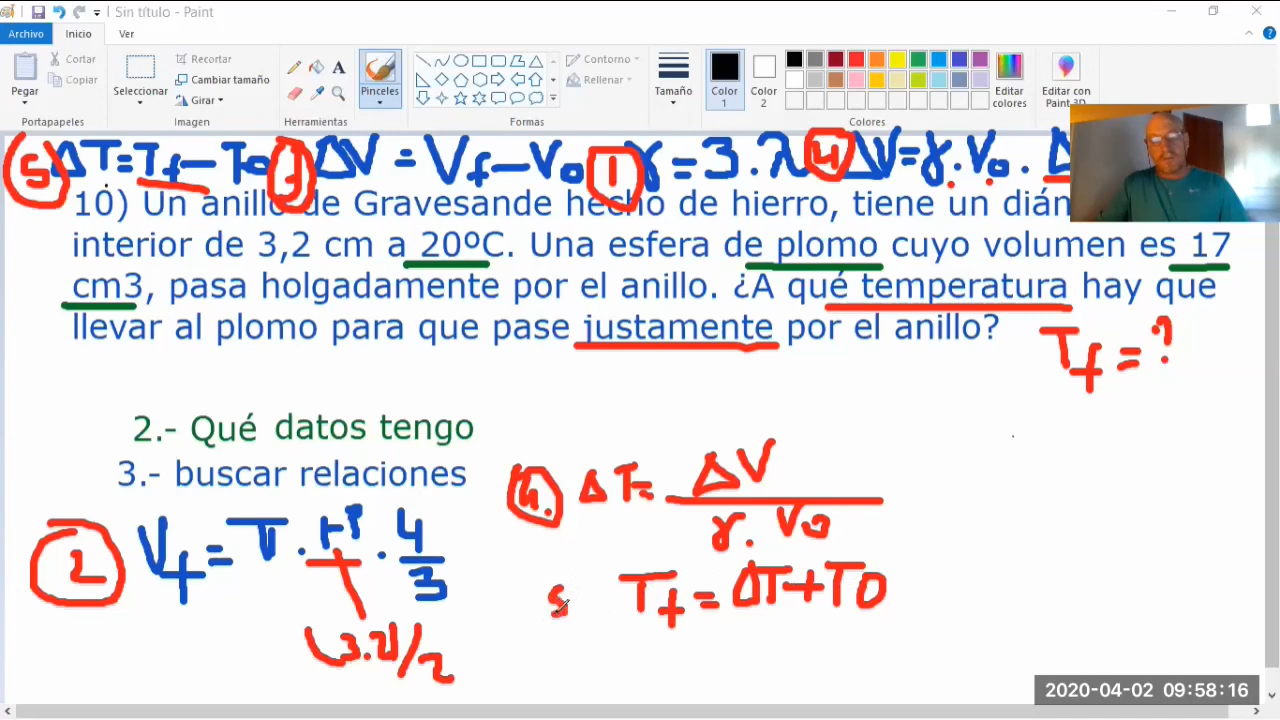 Sin título - Paint
Archivo Inicio Ver
Pegar
Cortar
Copiar
Portapapeles
Seleccionar
Recortar
Cambiar tamaño
Girar
Imagen
A
Herramientas
Pinceles
Contorno
Rellenar
Formas
Tamaño
Color 1
Color 2
Editar colores
Editar con Paint 3D
Colores
5 ΔT=Tf-T0 3 ΔV=Vf-V0 1 γ=3.λ 4 ΔV=γ.V0.Δ
10) Un anillo de Gravesande hecho de hierro, tiene un diám
interior de 3,2 cm a 20ºC. Una esfera de plomo cuyo volumen es 17
cm3, pasa holgadamente por el anillo. ¿A qué temperatura hay que
llevar al plomo para que pase justamente por el anillo?
Tf=?
2.- Qué datos tengo
3.- buscar relaciones
4. ΔT=ΔV/γ.V0
2 Vf=π.r³.4/3
5 Tf=ΔT+T0
(3.2)/2
2020-04-02 09:58:16